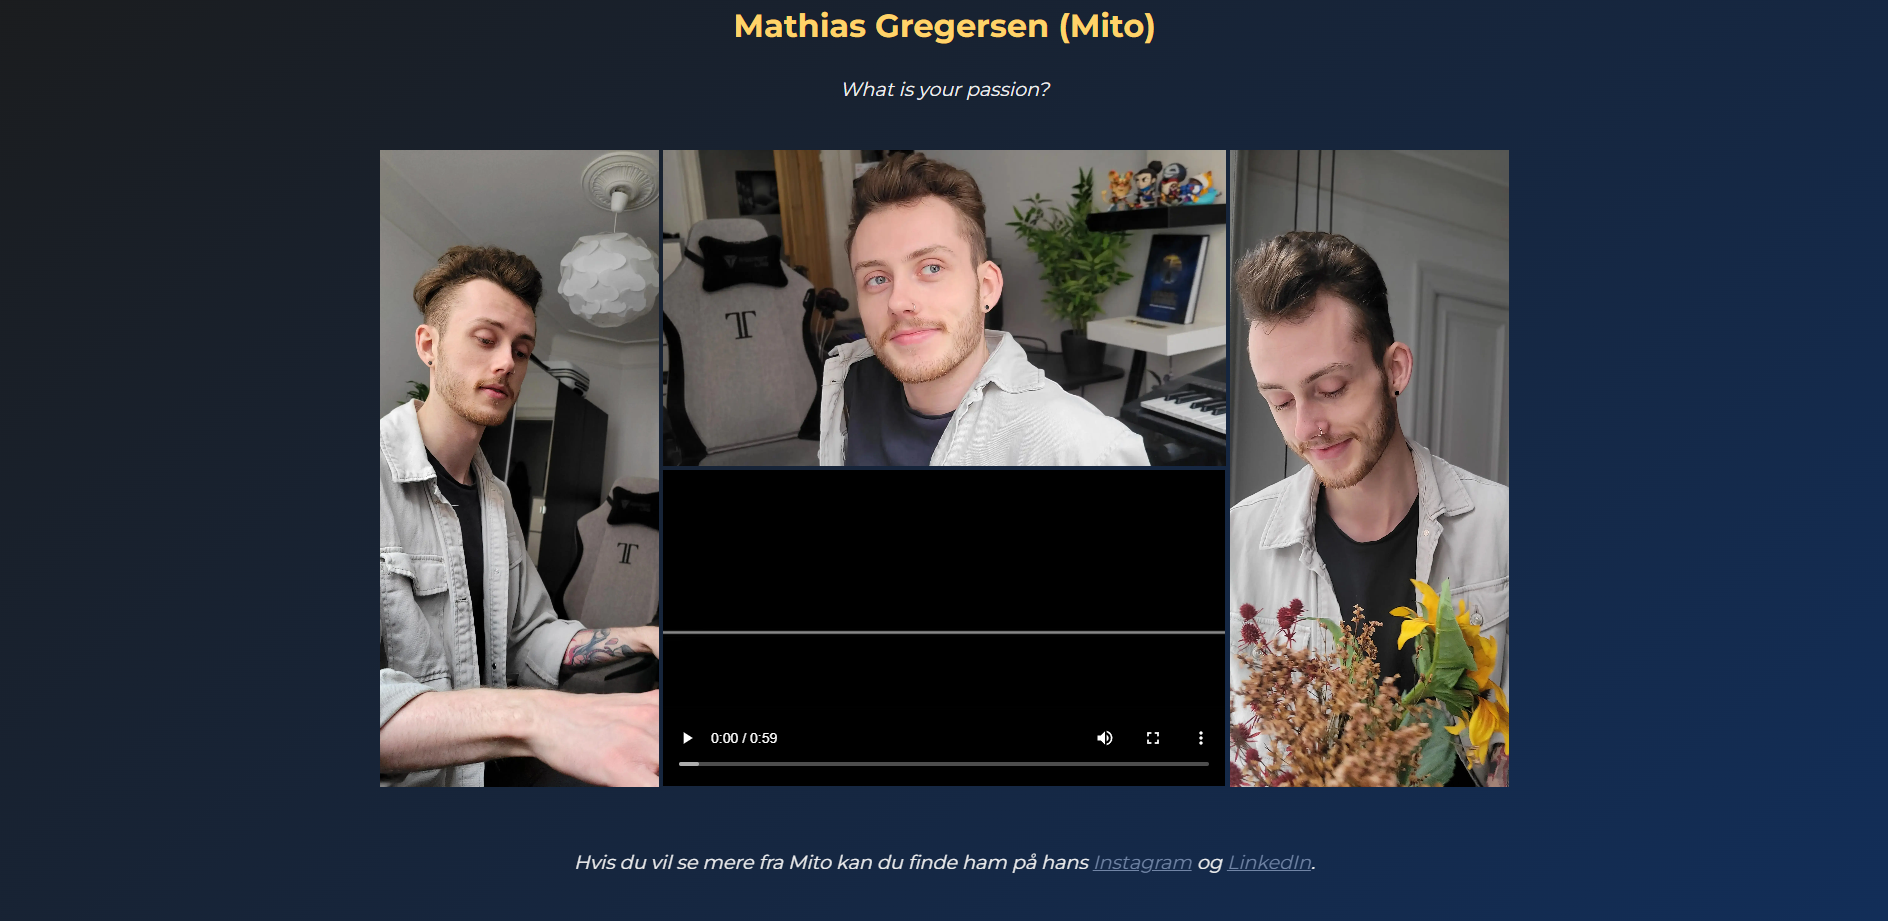 Mathias Gregersen (Mito)
What is your passion?
0:00 / 0:59
Hvis du vil se mere fra Mito kan du finde ham på hans Instagram og LinkedIn.